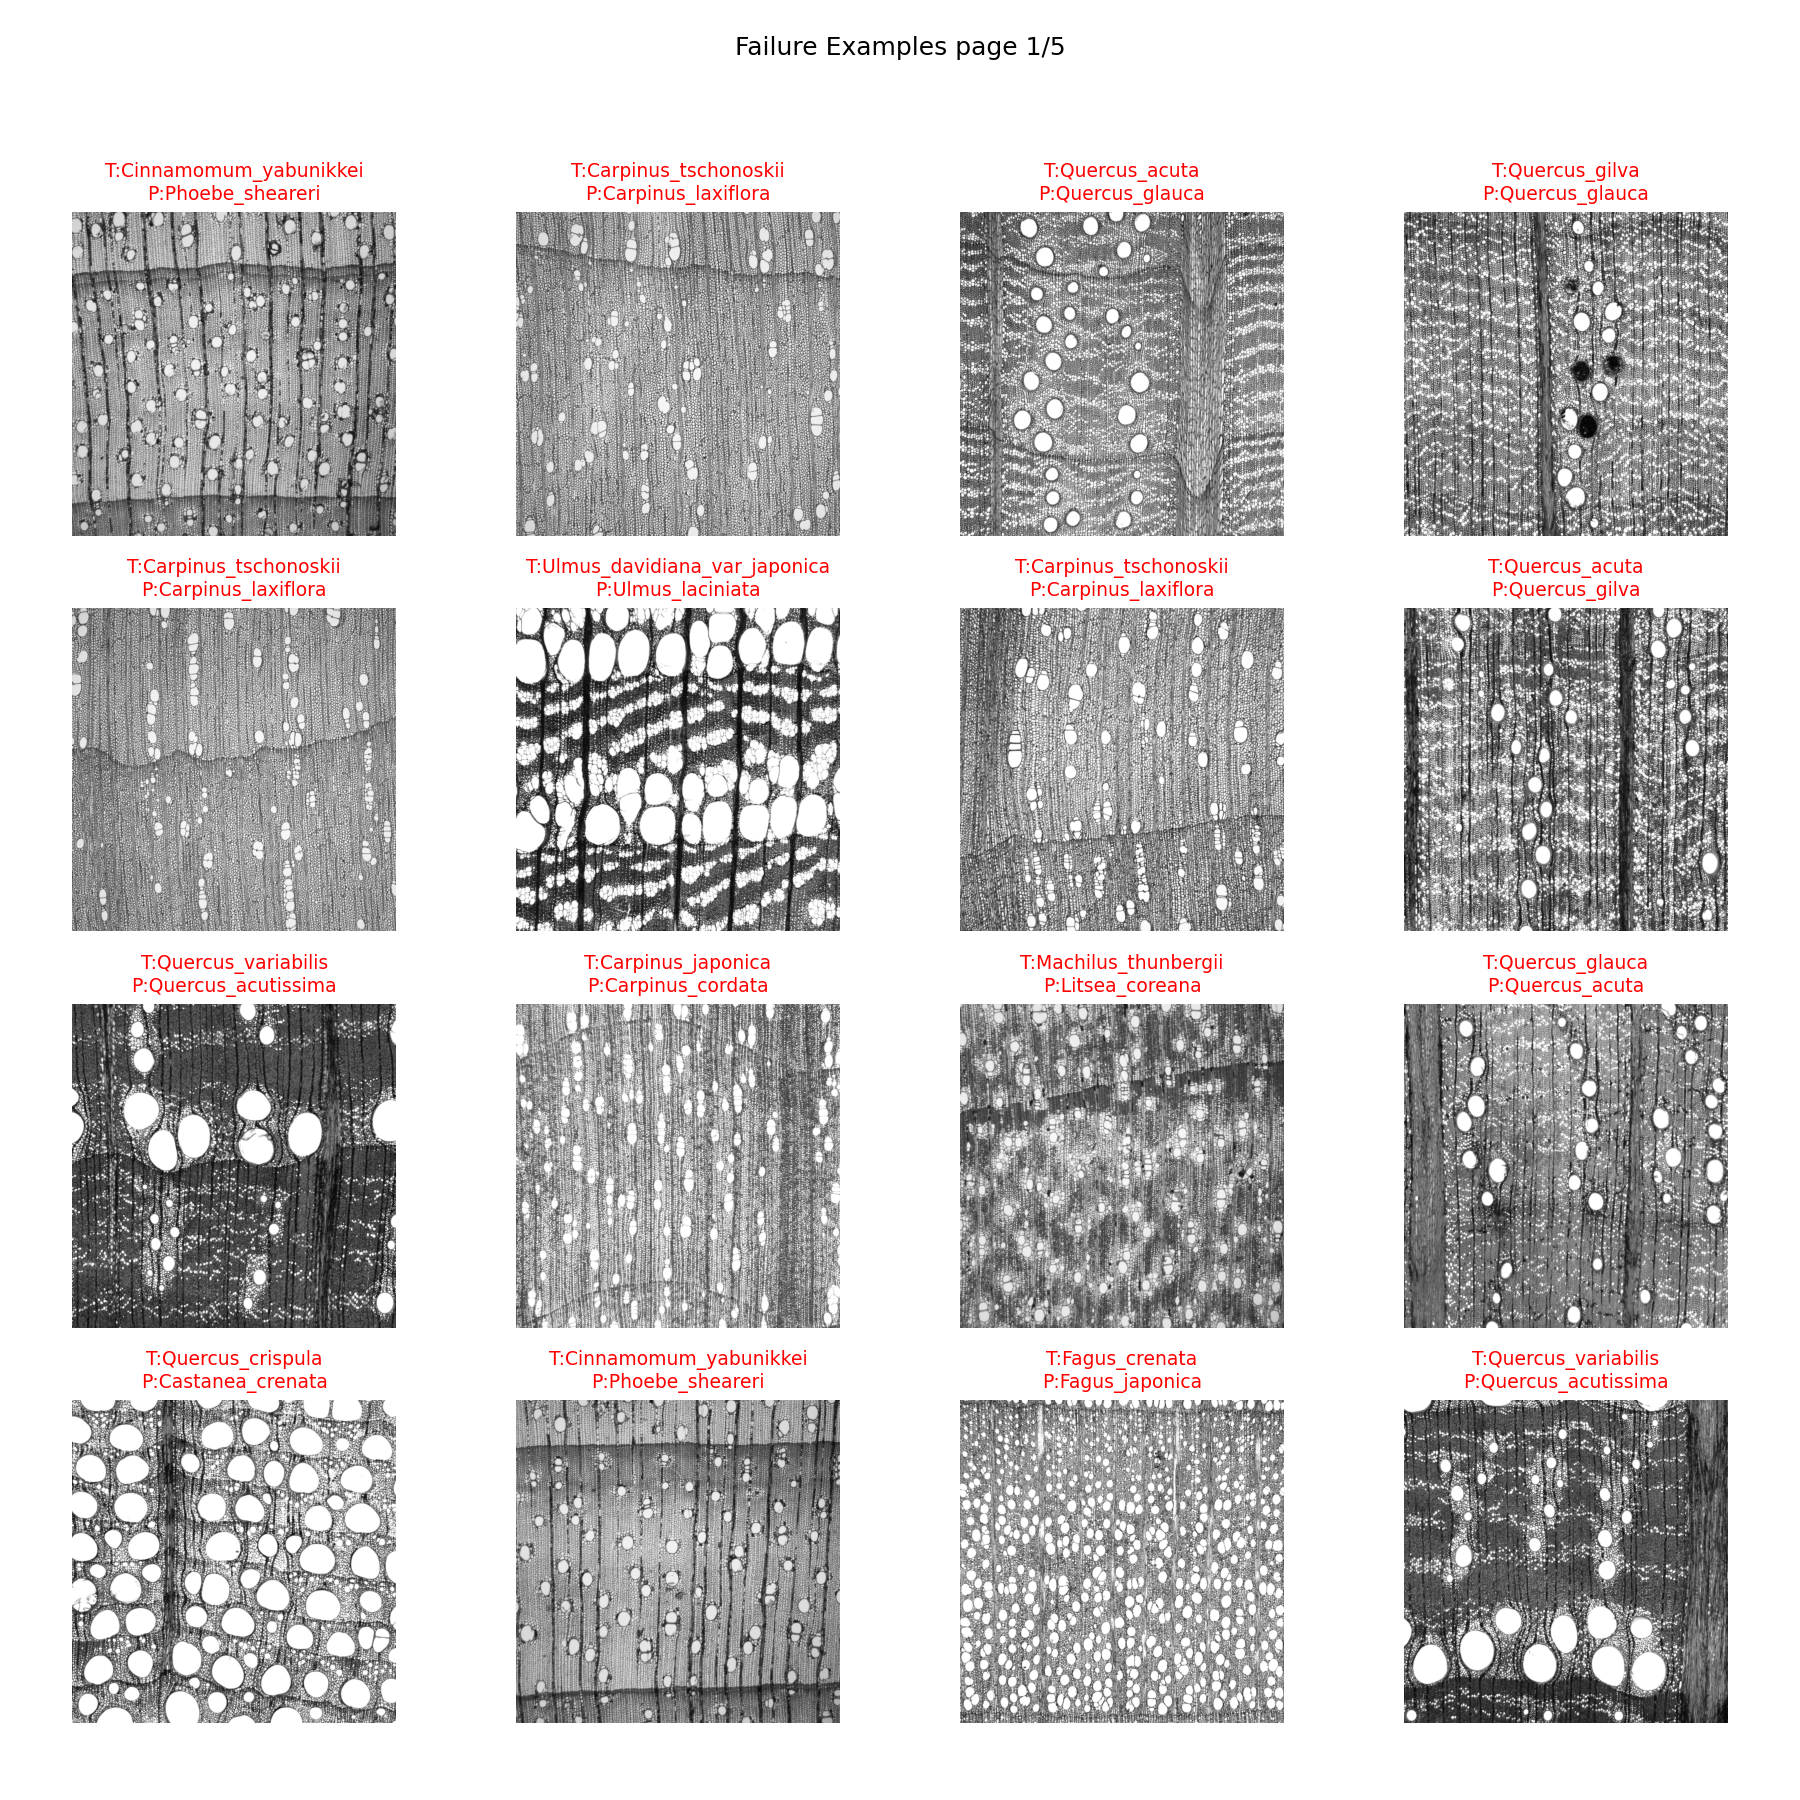 Failure Examples page 1/5
T:Cinnamomum_yabunikkei
P:Phoebe_sheareri
T:Carpinus_tschonoskii
P:Carpinus_laxiflora
T:Quercus_acuta
P:Quercus_glauca
T:Quercus_gilva
P:Quercus_glauca
T:Carpinus_tschonoskii
P:Carpinus_laxiflora
T:Ulmus_davidiana_var_japonica
P:Ulmus_laciniata
T:Carpinus_tschonoskii
P:Carpinus_laxiflora
T:Quercus_acuta
P:Quercus_gilva
T:Quercus_variabilis
P:Quercus_acutissima
T:Carpinus_japonica
P:Carpinus_cordata
T:Machilus_thunbergii
P:Litsea_coreana
T:Quercus_glauca
P:Quercus_acuta
T:Quercus_crispula
P:Castanea_crenata
T:Cinnamomum_yabunikkei
P:Phoebe_sheareri
T:Fagus_crenata
P:Fagus_japonica
T:Quercus_variabilis
P:Quercus_acutissima